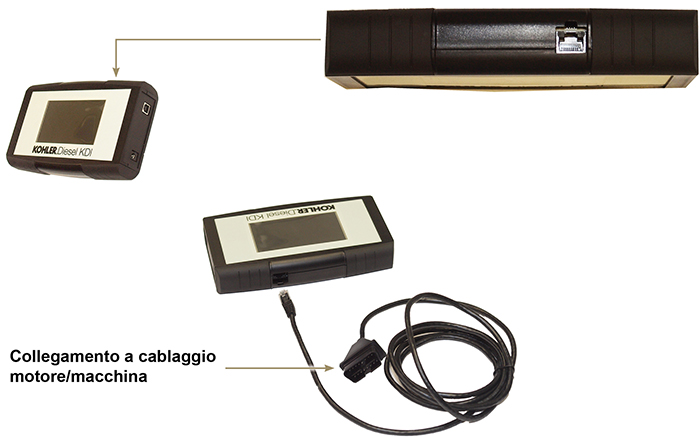 KOHLER.Diesel KDI
KOHLER.Diesel KDI
Collegamento a cablaggio
motore/macchina